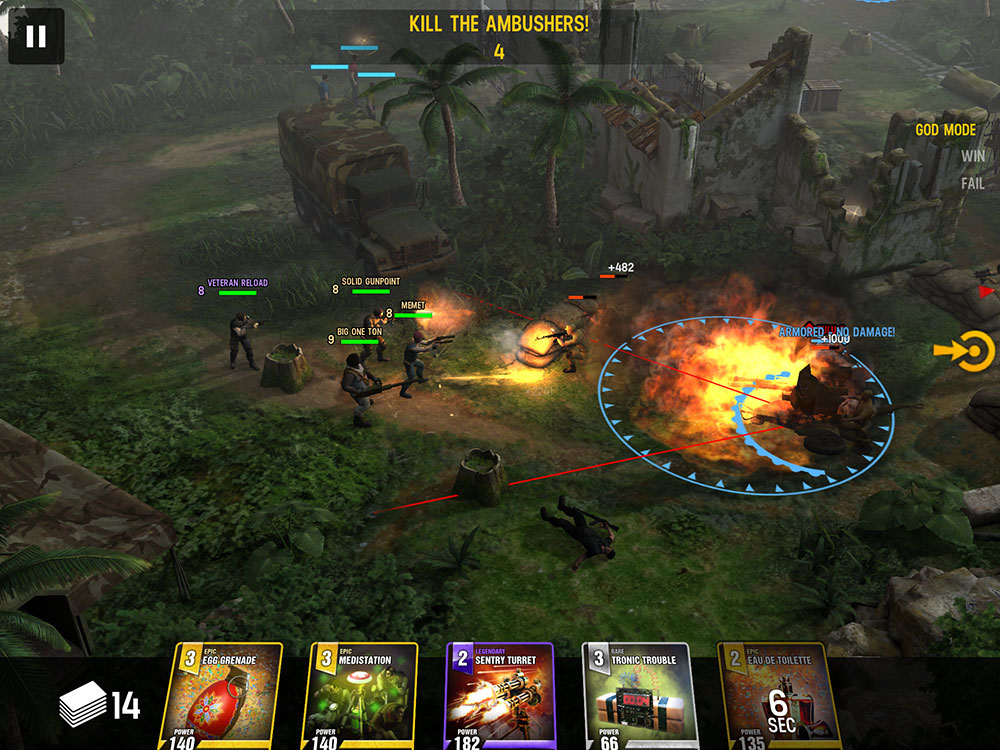 KILL THE AMBUSHERS!
4
GOD MODE
WIN
FAIL
+482
8 VETERAN RELOAD
8 SOLID GUNPOINT
8 MEMET
9 BIG ONE TON
ARMORED - NO DAMAGE!
+1000
14
3 EPIC
EGG GRENADE
POWER
140
3 EPIC
MEDISTATION
POWER
140
2 LEGENDARY
SENTRY TURRET
POWER
182
3 RARE
TRONIC TROUBLE
POWER
66
2 EPIC
EAU DE TOILETTE
6
SEC
POWER
135